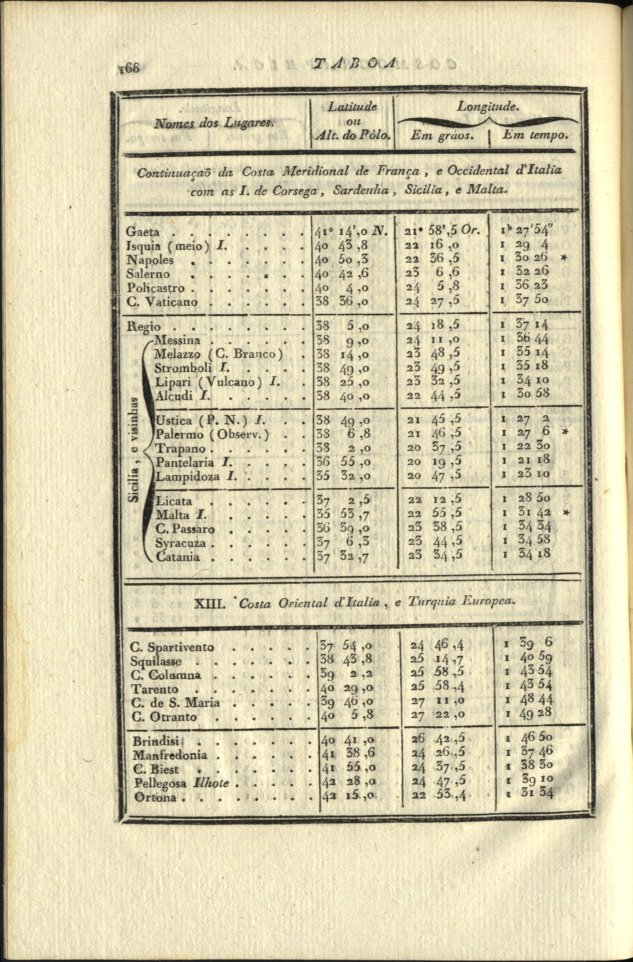 168 TABOA
Nomes dos Lugares. Latitude ou Alt. do Pólo. Longitude.
Em gráos. Em tempo.
Continuaçaõ da Costa Meridional de França , e Occidental d'Italia
com as I. de Corsega , Sardenha , Sicilia , e Malta.
Gaeta . . . . . . . 41° 14',0 N. 21° 58',5 Or. 1h 27'54"
Isquia (meio) I. . . . . 40 43 ,8 22 16 ,0 1 29 4
Napoles . . . . . . 40 50 ,3 22 36 ,5 1 30 26 *
Salerno . . . . . . 40 42 ,6 23 6 ,6 1 32 26
Policastro . . . . . . 40 4 ,0 24 5 ,8 1 36 23
C. Vaticano . . . . . 38 36 ,0 24 27 ,5 1 37 50
Regio . . . . . . . 38 5 ,0 24 18 ,5 1 37 14
Sicilia , e visinhas
Messina . . . . . 38 9 ,0 24 11 ,0 1 36 44
Melazzo (C. Branco) . 38 14 ,0 23 48 ,5 1 35 14
Stromboli I. . . . . 38 49 ,0 23 49 ,5 1 35 18
Lipari (Vulcano) I. . 38 25 ,0 23 32 ,5 1 34 10
Alcudi I. . . . . . 38 40 ,0 22 44 ,5 1 30 58
Ustica (P. N.) I. . . 38 49 ,0 21 45 ,5 1 27 2
Palermo (Observ.) . . 38 6 ,8 21 46 ,5 1 27 6 *
Trapano . . . . . 38 2 ,0 20 37 ,5 1 22 30
Pantelaria I. . . . . 36 55 ,0 20 19 ,5 1 21 18
Lampidoza I. . . . . 35 32 ,0 20 47 ,5 1 23 10
Licata . . . . . . 37 2 ,5 22 12 ,5 1 28 50
Malta I. . . . . . 35 53 ,7 22 55 ,5 1 31 42 *
C. Passaro . . . . . 36 39 ,0 23 38 ,5 1 34 34
Syracuza . . . . . 37 6 ,3 23 44 ,5 1 34 58
Catania . . . . . 37 32 ,7 23 34 ,5 1 34 18
XIII. Costa Oriental d'Italia , e Turquia Europea.
C. Spartivento . . . . . 37 54 ,0 24 46 ,4 1 39 6
Squilasse . . . . . . 38 43 ,8 25 14 ,7 1 40 59
C. Colunna . . . . . 39 2 ,2 25 58 ,5 1 43 54
Tarento . . . . . . 40 29 ,0 25 58 ,4 1 43 54
C. de S. Maria . . . . 39 46 ,0 27 11 ,0 1 48 44
C. Otranto . . . . . 40 5 ,8 27 22 ,0 1 49 28
Brindisi . . . . . . 40 41 ,0 26 42 ,5 1 46 50
Manfredonia . . . . . 41 38 ,6 24 26 ,5 1 37 46
C. Biest . . . . . . 41 55 ,0 24 37 ,5 1 38 30
Pellegosa Ilhote . . . . 42 28 ,0 24 47 ,5 1 39 10
Ortona . . . . . . . 42 15 ,0 22 53 ,4 1 31 34